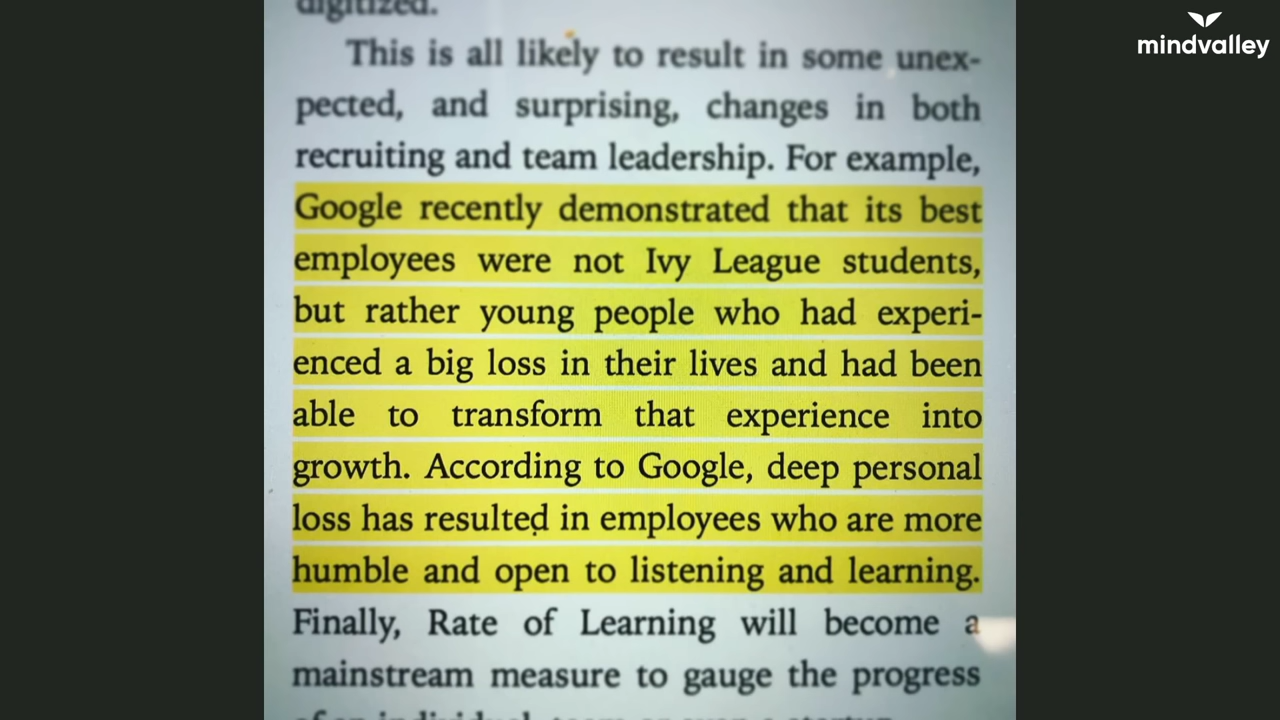 digitized.
This is all likely to result in some unex-
pected, and surprising, changes in both
recruiting and team leadership. For example,
Google recently demonstrated that its best
employees were not Ivy League students,
but rather young people who had experi-
enced a big loss in their lives and had been
able to transform that experience into
growth. According to Google, deep personal
loss has resulted in employees who are more
humble and open to listening and learning.
Finally, Rate of Learning will become a
mainstream measure to gauge the progress
mindvalley